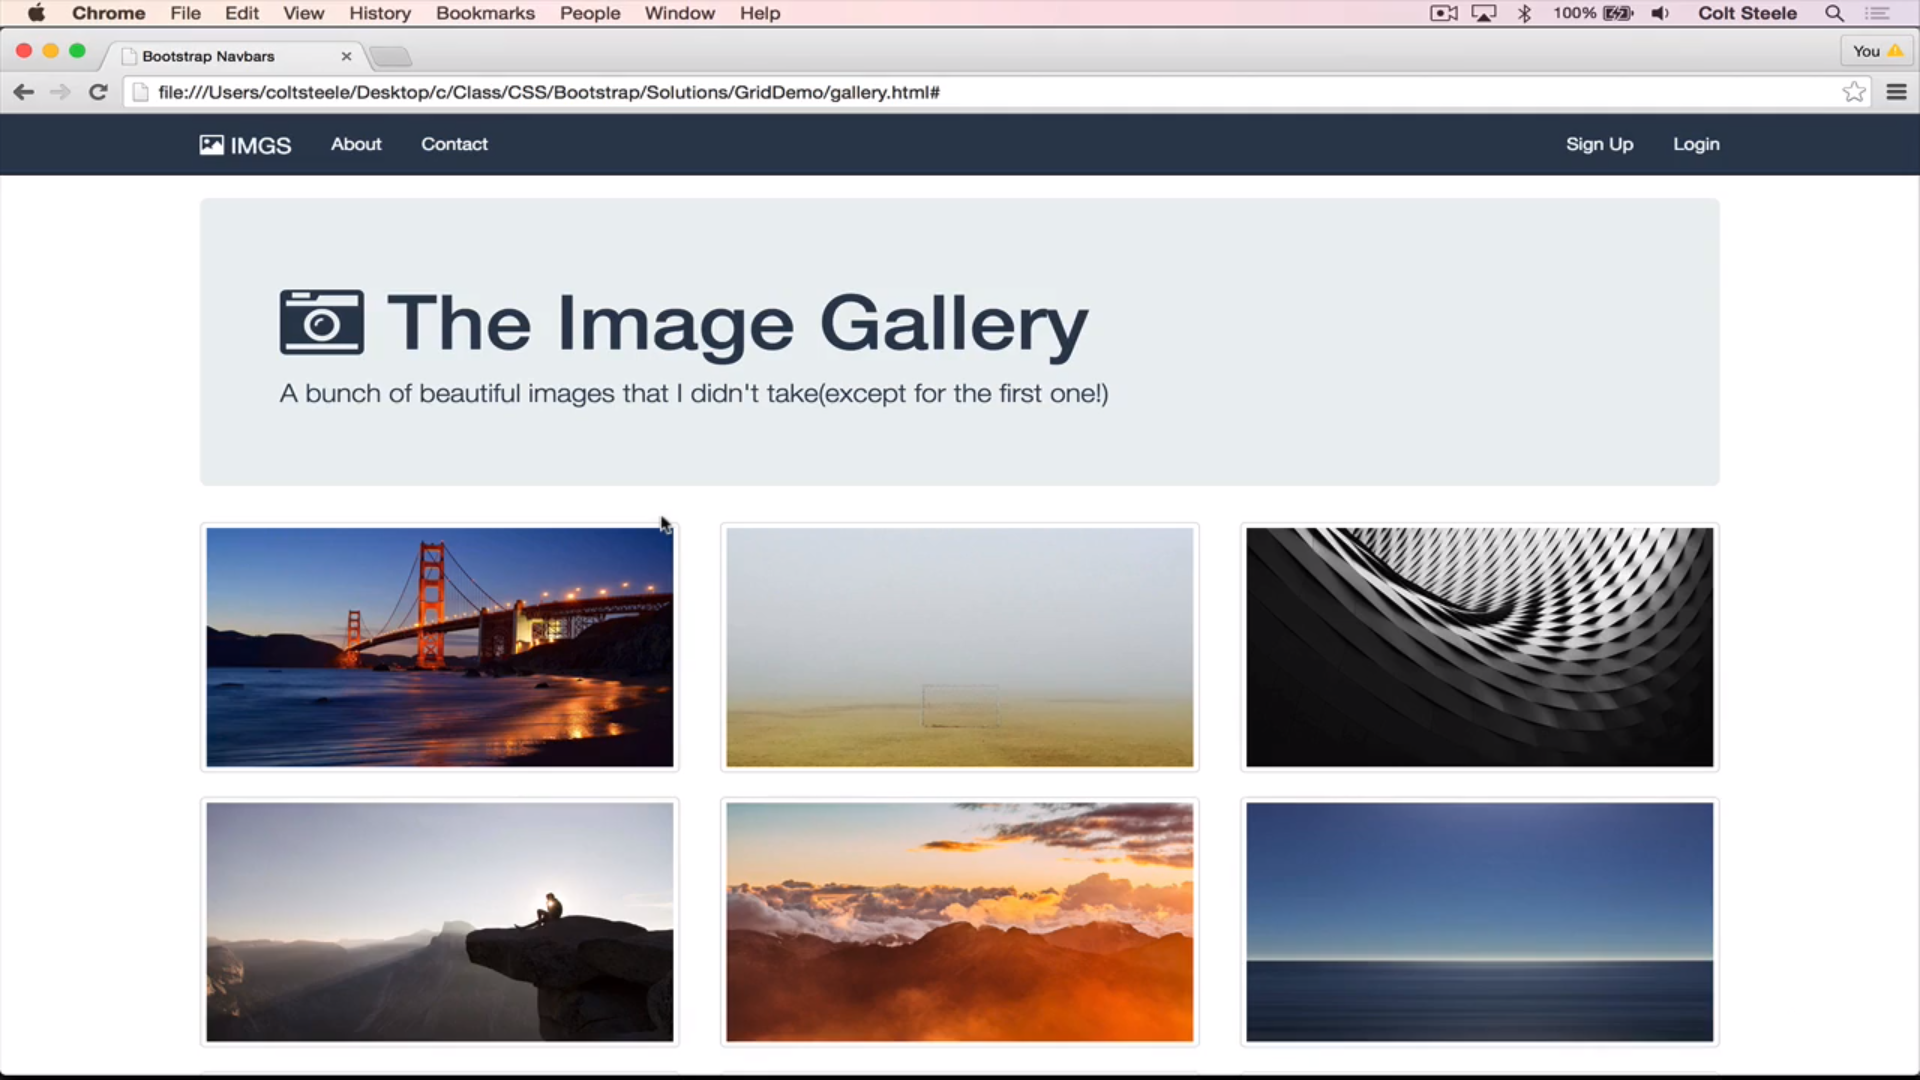 Chrome File Edit View History Bookmarks People Window Help 100% Colt Steele
Bootstrap Navbars You
file:///Users/coltsteele/Desktop/c/Class/CSS/Bootstrap/Solutions/GridDemo/gallery.html#
IMGS About Contact Sign Up Login
The Image Gallery
A bunch of beautiful images that I didn't take(except for the first one!)